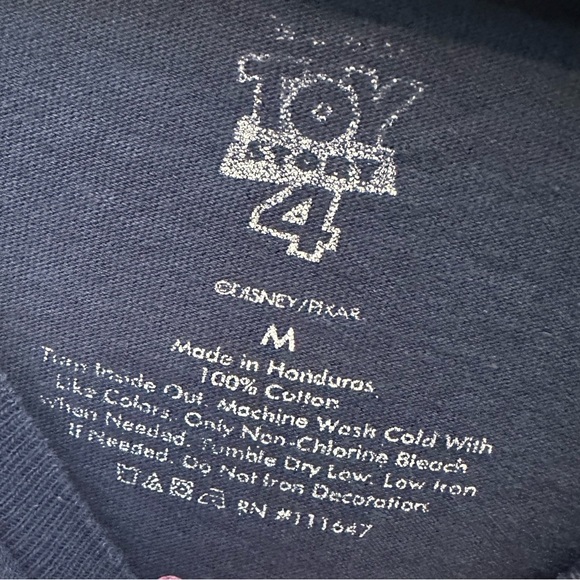 TOY
STORY
4
©DISNEY/PIXAR.
M
Made in Honduras.
100% Cotton
Turn Inside Out. Machine Wash Cold With
Like Colors. Only Non-Chlorine Bleach
When Needed. Tumble Dry Low. Low Iron
If Needed. Do Not Iron Decoration.
RN #111647